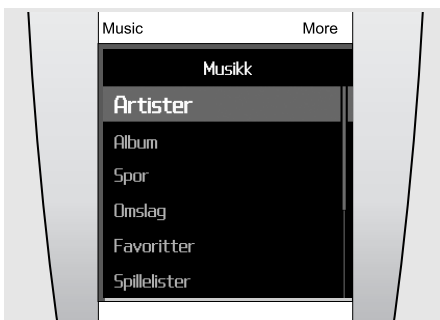 Music More
Musikk
Artister
Album
Spor
Omslag
Favoritter
Spillelister